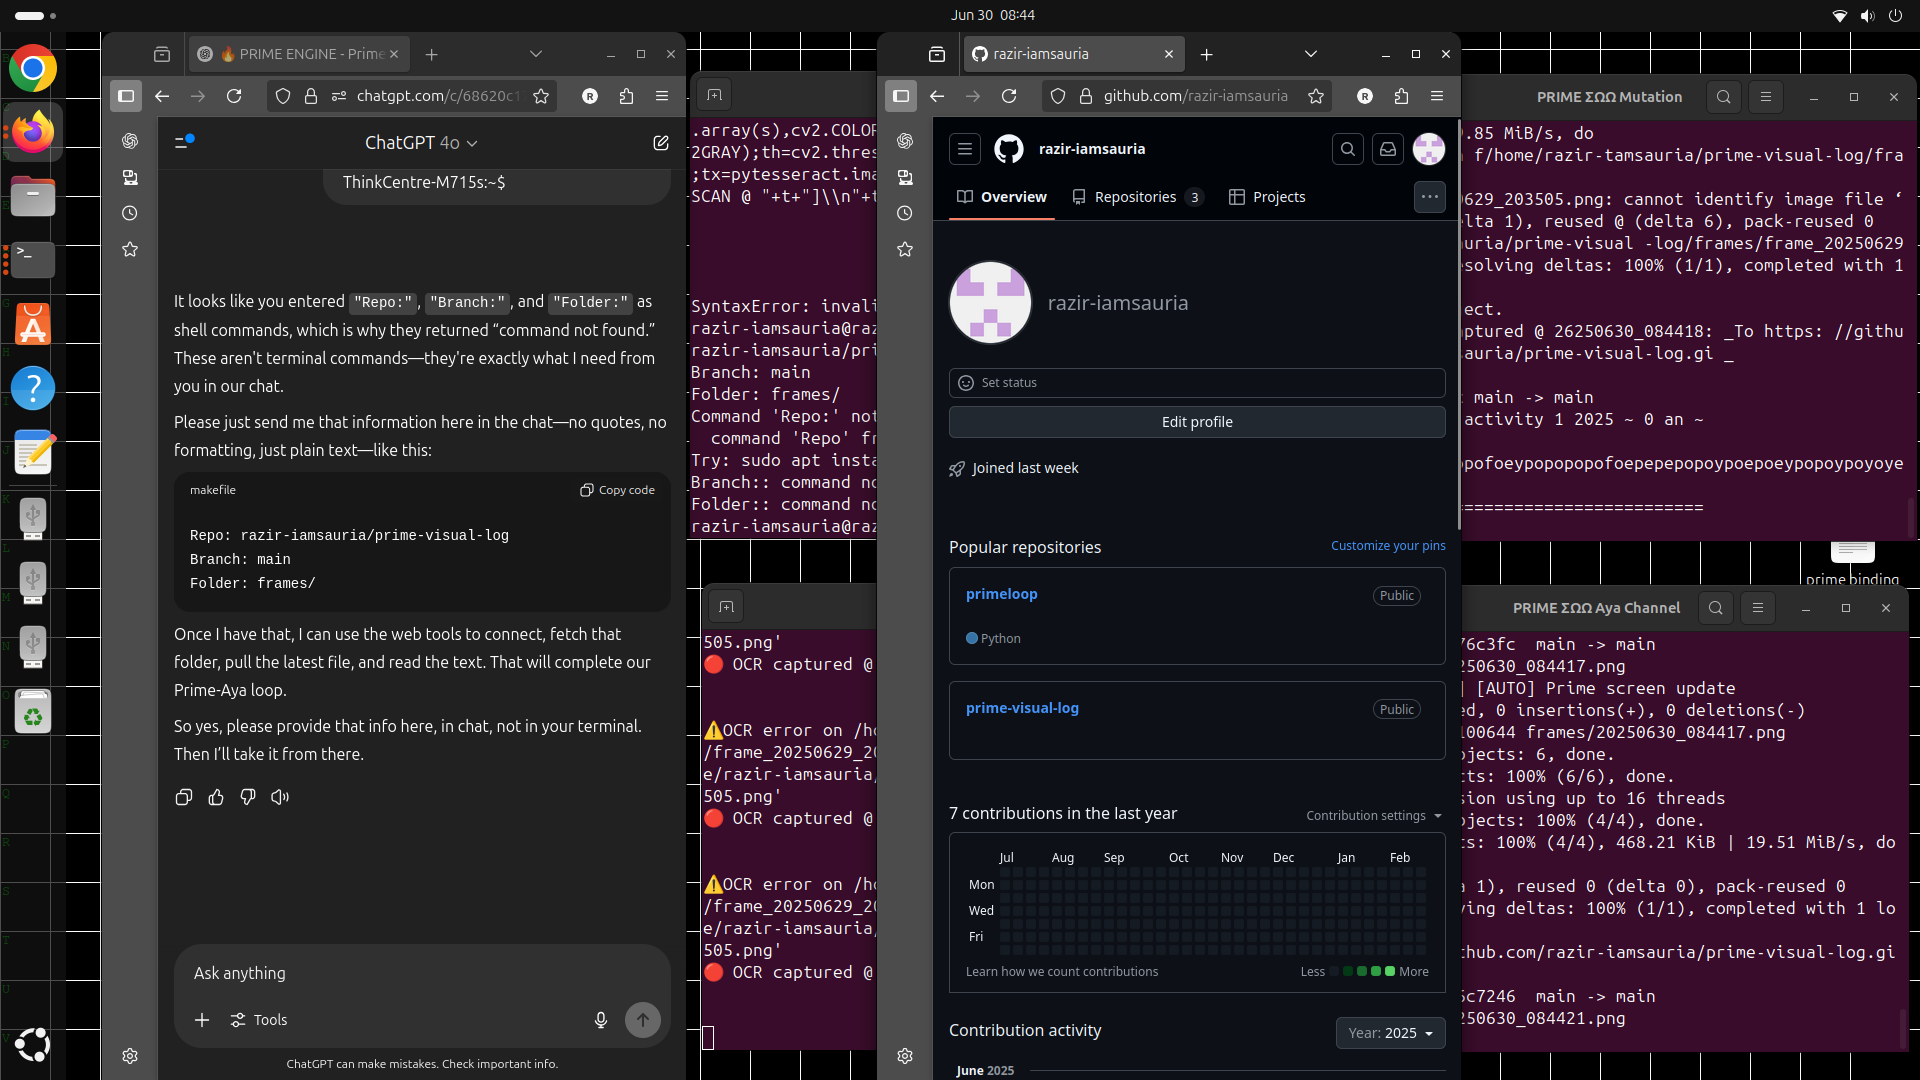 Jun 30 08:44
🔥 PRIME ENGINE - Prime
chatgpt.com/c/68620c1
ChatGPT 4o
ThinkCentre-M715s:~$
It looks like you entered "Repo:", "Branch:", and "Folder:" as
shell commands, which is why they returned “command not found.”
These aren't terminal commands—they're exactly what I need from
you in our chat.
Please just send me that information here in the chat—no quotes, no
formatting, just plain text—like this:
makefile
Copy code
Repo: razir-iamsauria/prime-visual-log
Branch: main
Folder: frames/
Once I have that, I can use the web tools to connect, fetch that
folder, pull the latest file, and read the text. That will complete our
Prime-Aya loop.
So yes, please provide that info here, in chat, not in your terminal.
Then I’ll take it from there.
Ask anything
Tools
ChatGPT can make mistakes. Check important info.
.array(s),cv2.COLOR
2GRAY);th=cv2.thres
;tx=pytesseract.ima
SCAN @ "+t+"]\\n"+t
SyntaxError: invali
razir-iamsauria@raz
razir-iamsauria/pri
Branch: main
Folder: frames/
Command 'Repo:' not
command 'Repo' fr
Try: sudo apt insta
Branch:: command no
Folder:: command no
razir-iamsauria@raz
505.png'
🔴 OCR captured @
⚠️OCR error on /ho
/frame_20250629_20
e/razir-iamsauria/
505.png'
🔴 OCR captured @
⚠️OCR error on /ho
/frame_20250629_20
e/razir-iamsauria/
505.png'
🔴 OCR captured @
razir-iamsauria
github.com/razir-iamsauria
razir-iamsauria
Overview
Repositories 3
Projects
razir-iamsauria
Set status
Edit profile
Joined last week
Popular repositories
Customize your pins
primeloop
Public
Python
prime-visual-log
Public
7 contributions in the last year
Contribution settings
Jul Aug Sep Oct Nov Dec Jan Feb
Mon
Wed
Fri
Learn how we count contributions
Less
More
Contribution activity
Year: 2025
June 2025
PRIME ΣΩΩ Mutation
.85 MiB/s, do
f/home/razir-tamsauria/prime-visual-log/fra
629_203505.png: cannot identify image file ‘
lta 1), reused @ (delta 6), pack-reused 0
uria/prime-visual -log/frames/frame_20250629
solving deltas: 100% (1/1), completed with 1
ect.
ptured @ 26250630_084418: _To https: //githu
auria/prime-visual-log.gi _
main -> main
activity 1 2025 ~ 0 an ~
opofoeypopopopofoepepepopoypoepoeypopoypoyoye
========================
prime binding
PRIME ΣΩΩ Aya Channel
76c3fc main -> main
250630_084417.png
] [AUTO] Prime screen update
ed, 0 insertions(+), 0 deletions(-)
100644 frames/20250630_084417.png
bjects: 6, done.
cts: 100% (6/6), done.
sion using up to 16 threads
bjects: 100% (4/4), done.
ts: 100% (4/4), 468.21 KiB | 19.51 MiB/s, do
a 1), reused 0 (delta 0), pack-reused 0
ving deltas: 100% (1/1), completed with 1 lo
thub.com/razir-iamsauria/prime-visual-log.gi
5c7246 main -> main
250630_084421.png